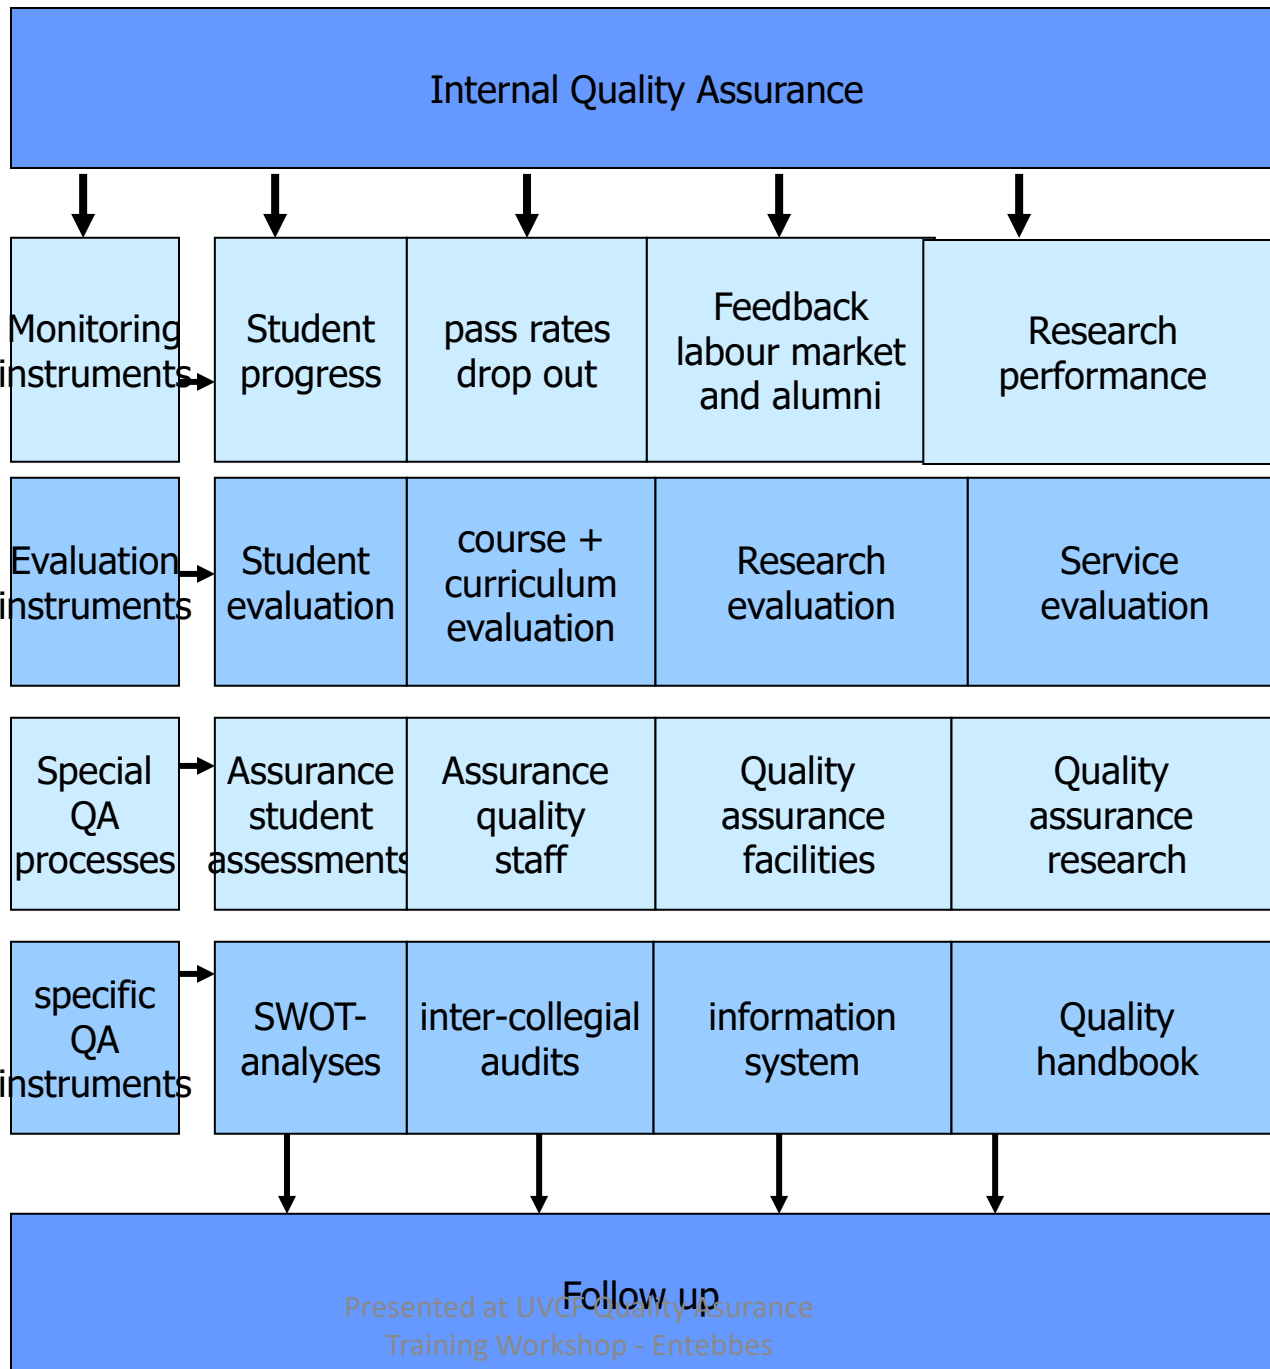 Internal Quality Assurance
Monitoring
instruments
Student
progress
pass rates
drop out
Feedback
labour market
and alumni
Research
performance
Evaluation
instruments
Student
evaluation
course +
curriculum
evaluation
Research
evaluation
Service
evaluation
Special
QA
processes
Assurance
student
assessments
Assurance
quality
staff
Quality
assurance
facilities
Quality
assurance
research
specific
QA
instruments
SWOT-
analyses
inter-collegial
audits
information
system
Quality
handbook
Follow up
Presented at UVCF Quality Asurance
Training Workshop - Entebbes